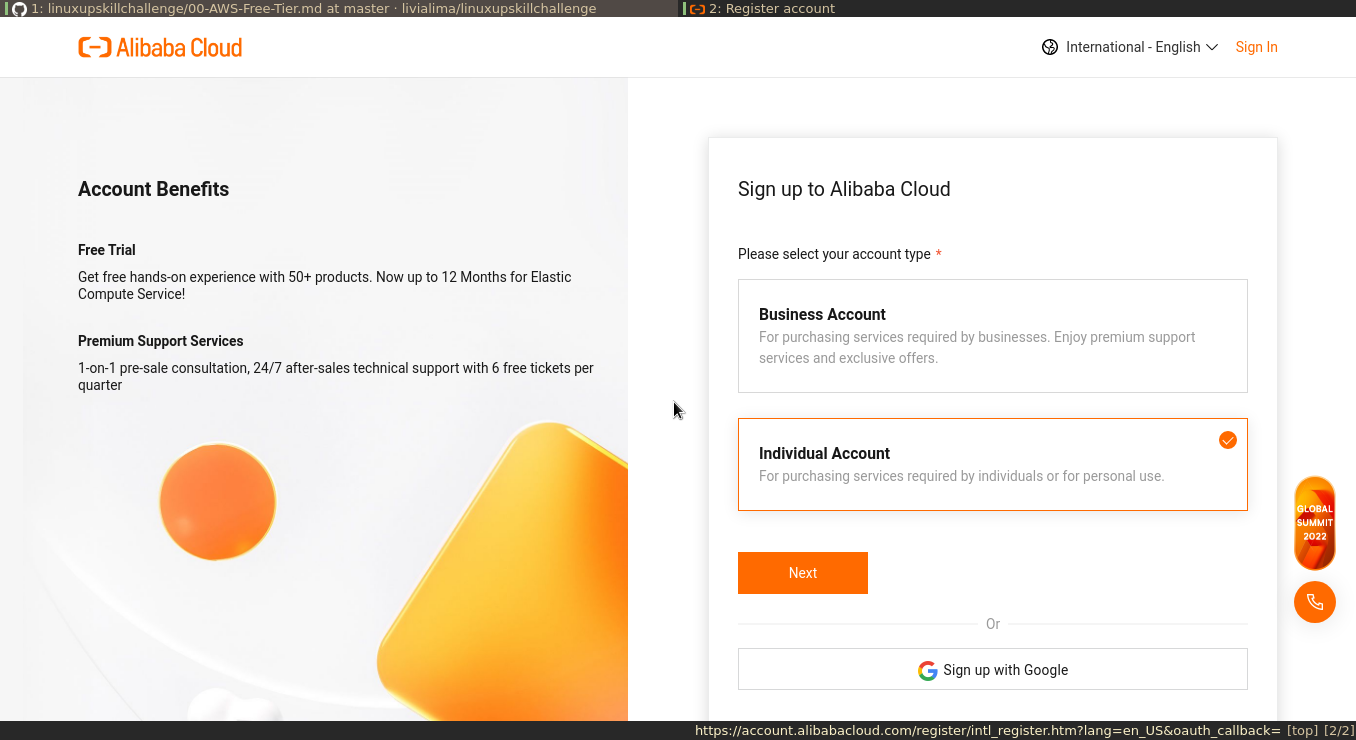 1: linuxupskillchallenge/00-AWS-Free-Tier.md at master · livialima/linuxupskillchallenge
2: Register account
Alibaba Cloud
International - English
Sign In
Account Benefits
Free Trial
Get free hands-on experience with 50+ products. Now up to 12 Months for Elastic
Compute Service!
Premium Support Services
1-on-1 pre-sale consultation, 24/7 after-sales technical support with 6 free tickets per
quarter
Sign up to Alibaba Cloud
Please select your account type *
Business Account
For purchasing services required by businesses. Enjoy premium support
services and exclusive offers.
Individual Account
For purchasing services required by individuals or for personal use.
Next
Or
Sign up with Google
GLOBAL
SUMMIT
2022
https://account.alibabacloud.com/register/intl_register.htm?lang=en_US&oauth_callback= [top] [2/2]